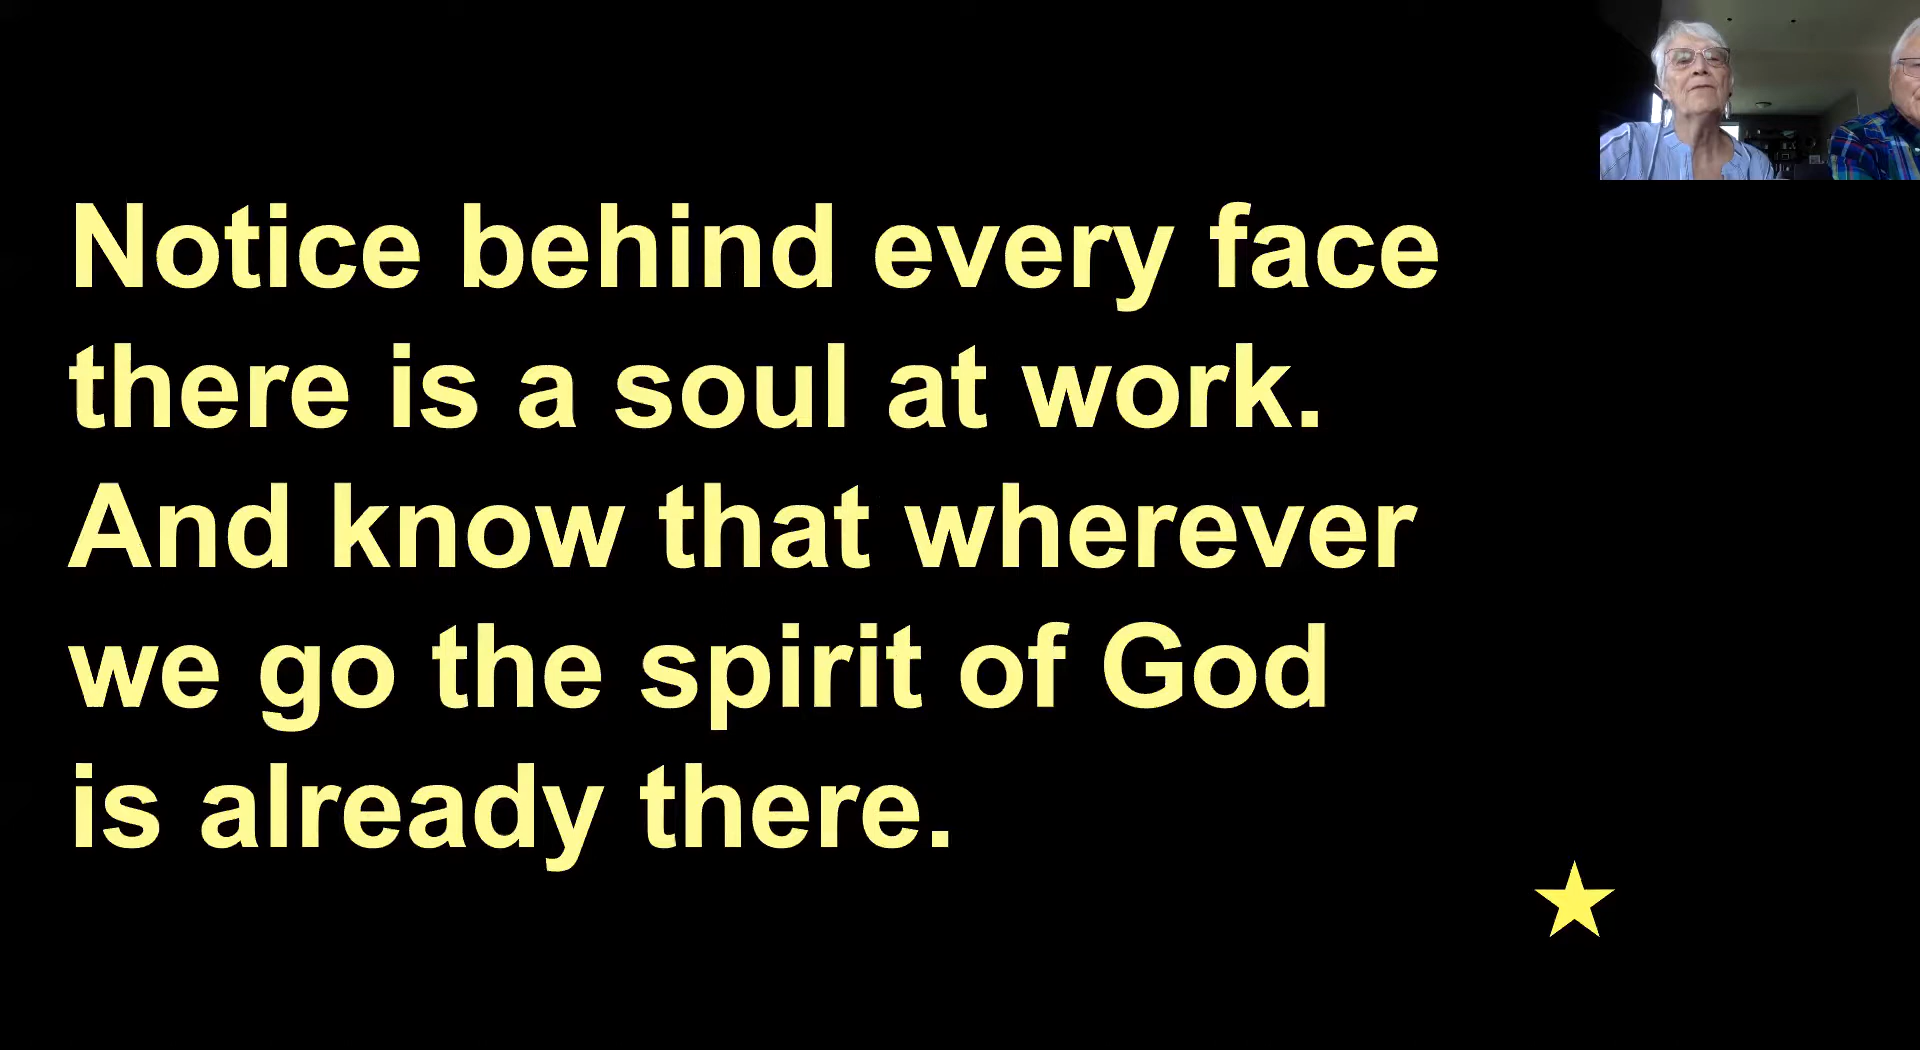 Notice behind every face
there is a soul at work.
And know that wherever
we go the spirit of God
is already there.